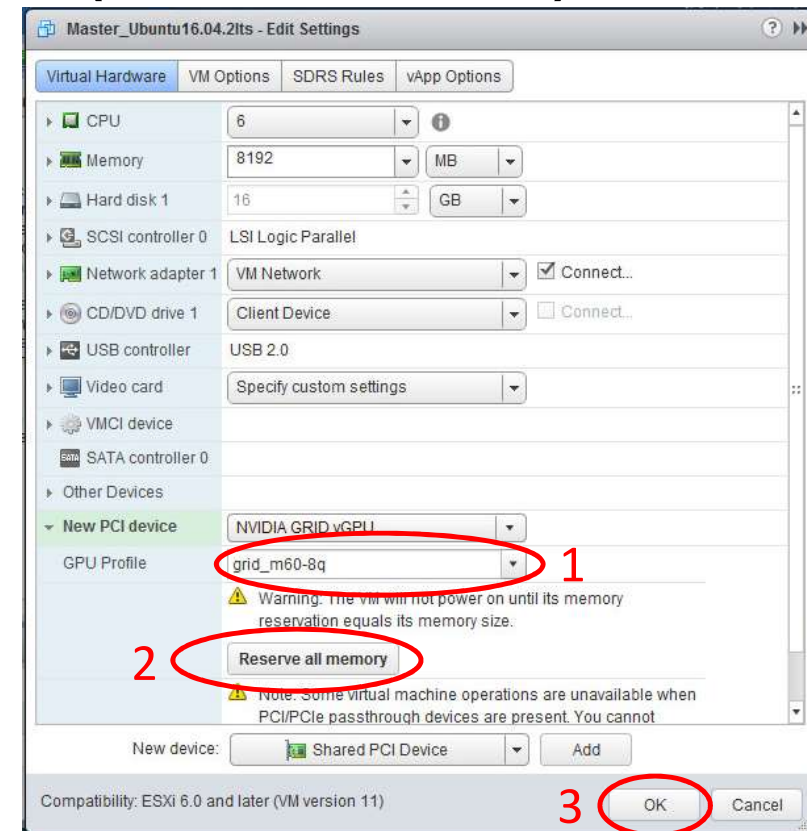 Master_Ubuntu16.04.2lts - Edit Settings
Virtual Hardware VM Options SDRS Rules vApp Options
CPU 6
Memory 8192 MB
Hard disk 1 16 GB
SCSI controller 0 LSI Logic Parallel
Network adapter 1 VM Network Connect...
CD/DVD drive 1 Client Device Connect...
USB controller USB 2.0
Video card Specify custom settings
VMCI device
SATA controller 0
Other Devices
New PCI device NVIDIA GRID vGPU
GPU Profile grid_m60-8q 1
Warning: The VM will not power on until its memory
reservation equals its memory size.
2 Reserve all memory
Note: Some virtual machine operations are unavailable when
PCI/PCIe passthrough devices are present. You cannot
New device: Shared PCI Device Add
Compatibility: ESXi 6.0 and later (VM version 11) 3 OK Cancel